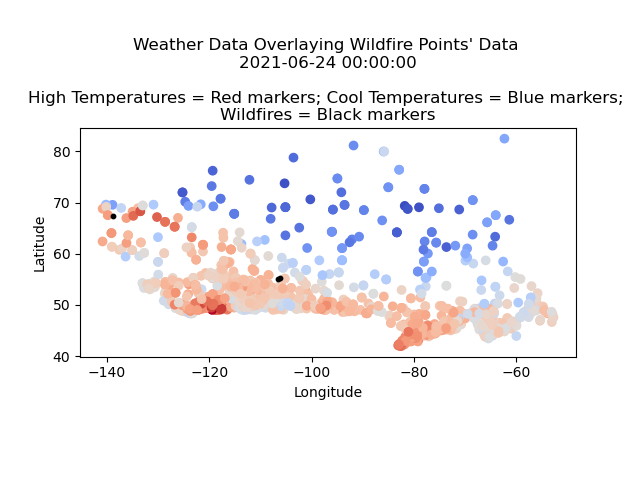 Weather Data Overlaying Wildfire Points' Data
2021-06-24 00:00:00
High Temperatures = Red markers; Cool Temperatures = Blue markers;
Wildfires = Black markers
80
70
60
50
40
Latitude
−140 −120 −100 −80 −60
Longitude